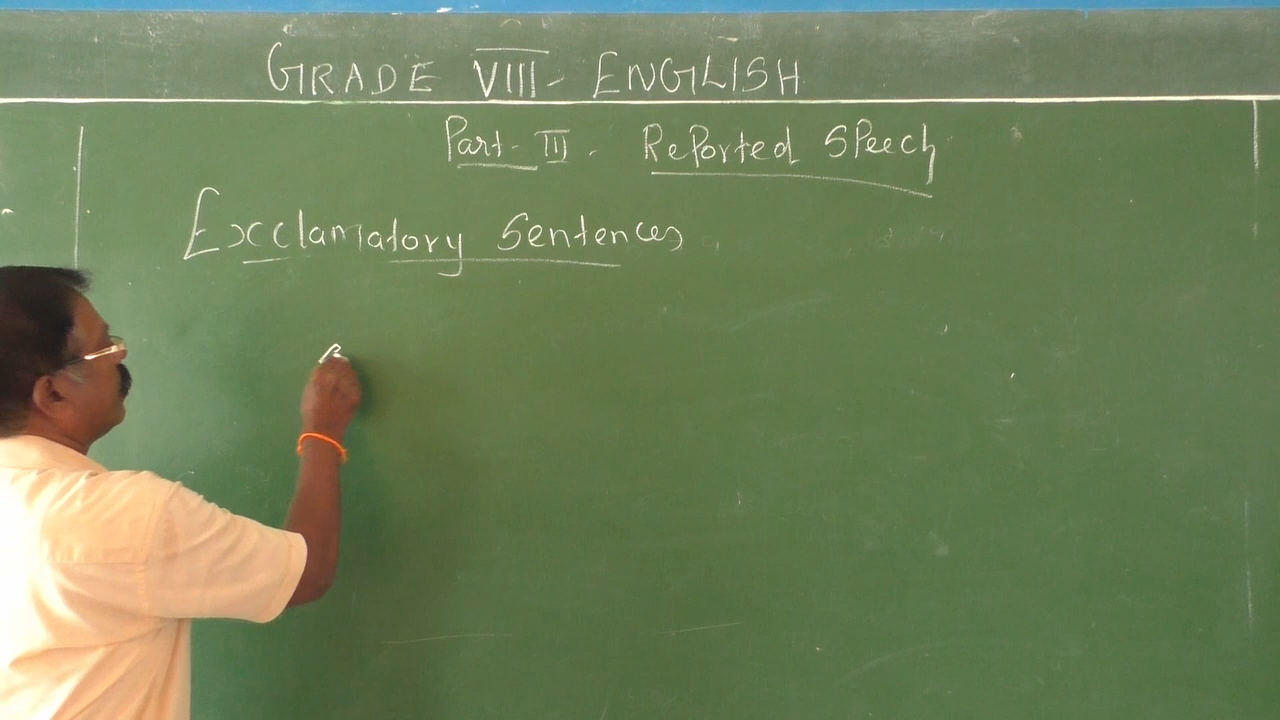 GRADE VIII - ENGLISH
Part - III - Reported Speech
Exclamatory Sentences